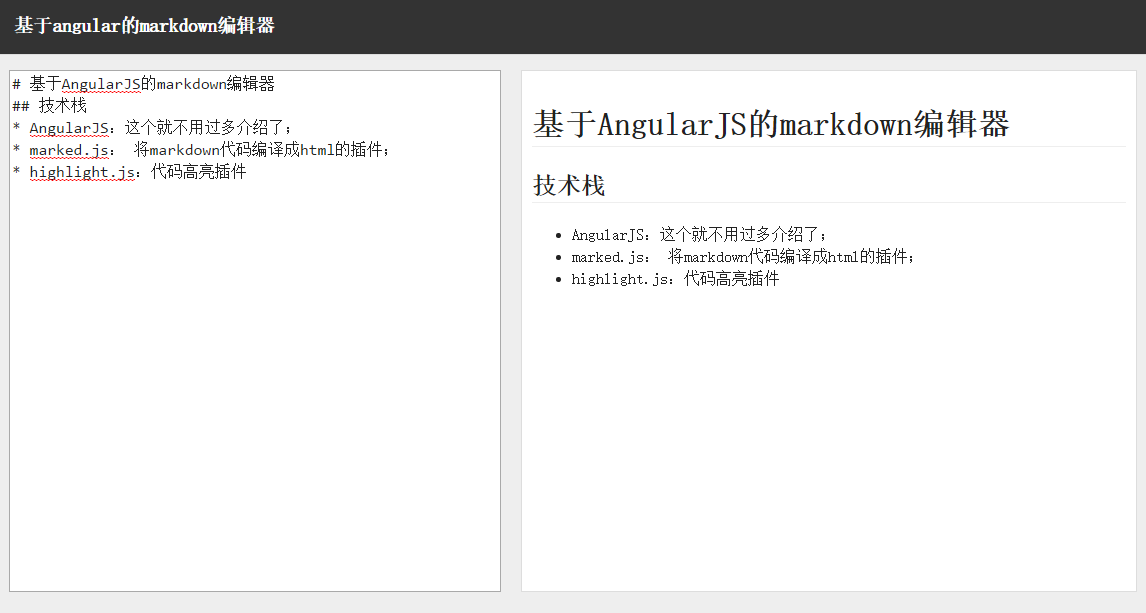 基于angular的markdown编辑器
# 基于AngularJS的markdown编辑器
## 技术栈
* AngularJS：这个就不用过多介绍了；
* marked.js： 将markdown代码编译成html的插件；
* highlight.js：代码高亮插件
基于AngularJS的markdown编辑器
技术栈
• AngularJS：这个就不用过多介绍了；
• marked.js： 将markdown代码编译成html的插件；
• highlight.js：代码高亮插件